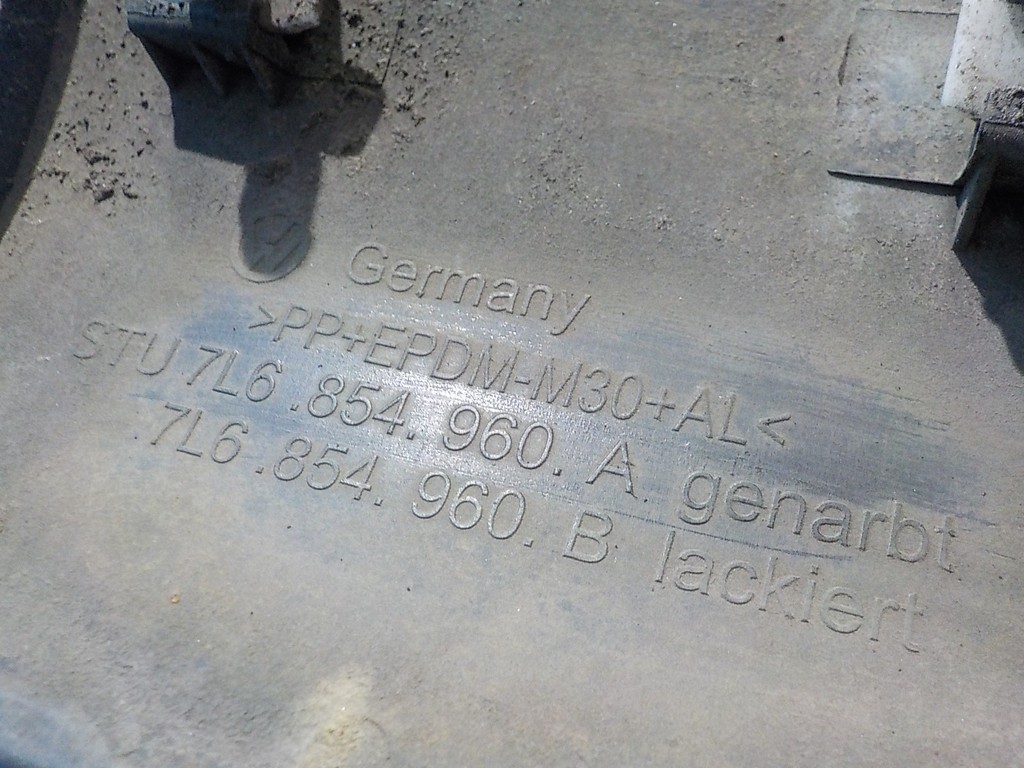 Germany
>PP+EPDM-M30+AL<
STU 7L6.854.960.A genarbt
7L6.854.960.B lackiert